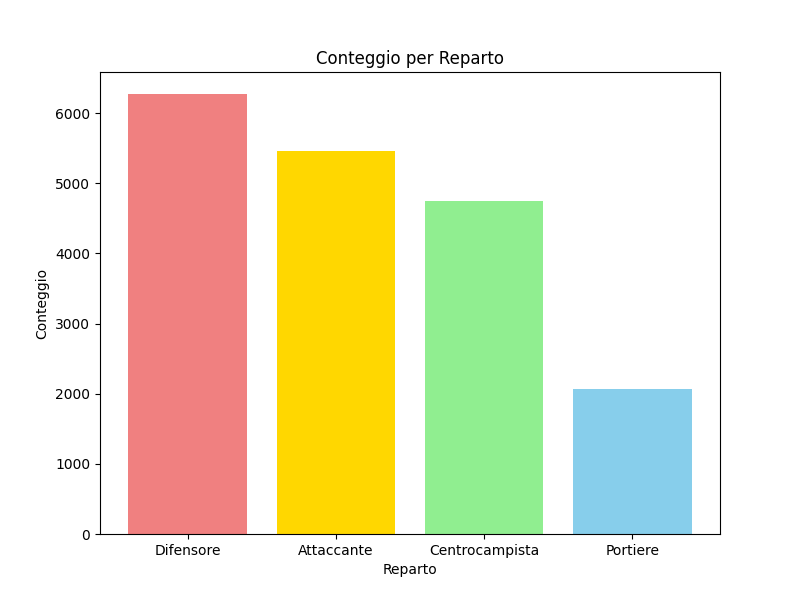 Conteggio per Reparto
Conteggio
6000
5000
4000
3000
2000
1000
0
Difensore Attaccante Centrocampista Portiere
Reparto